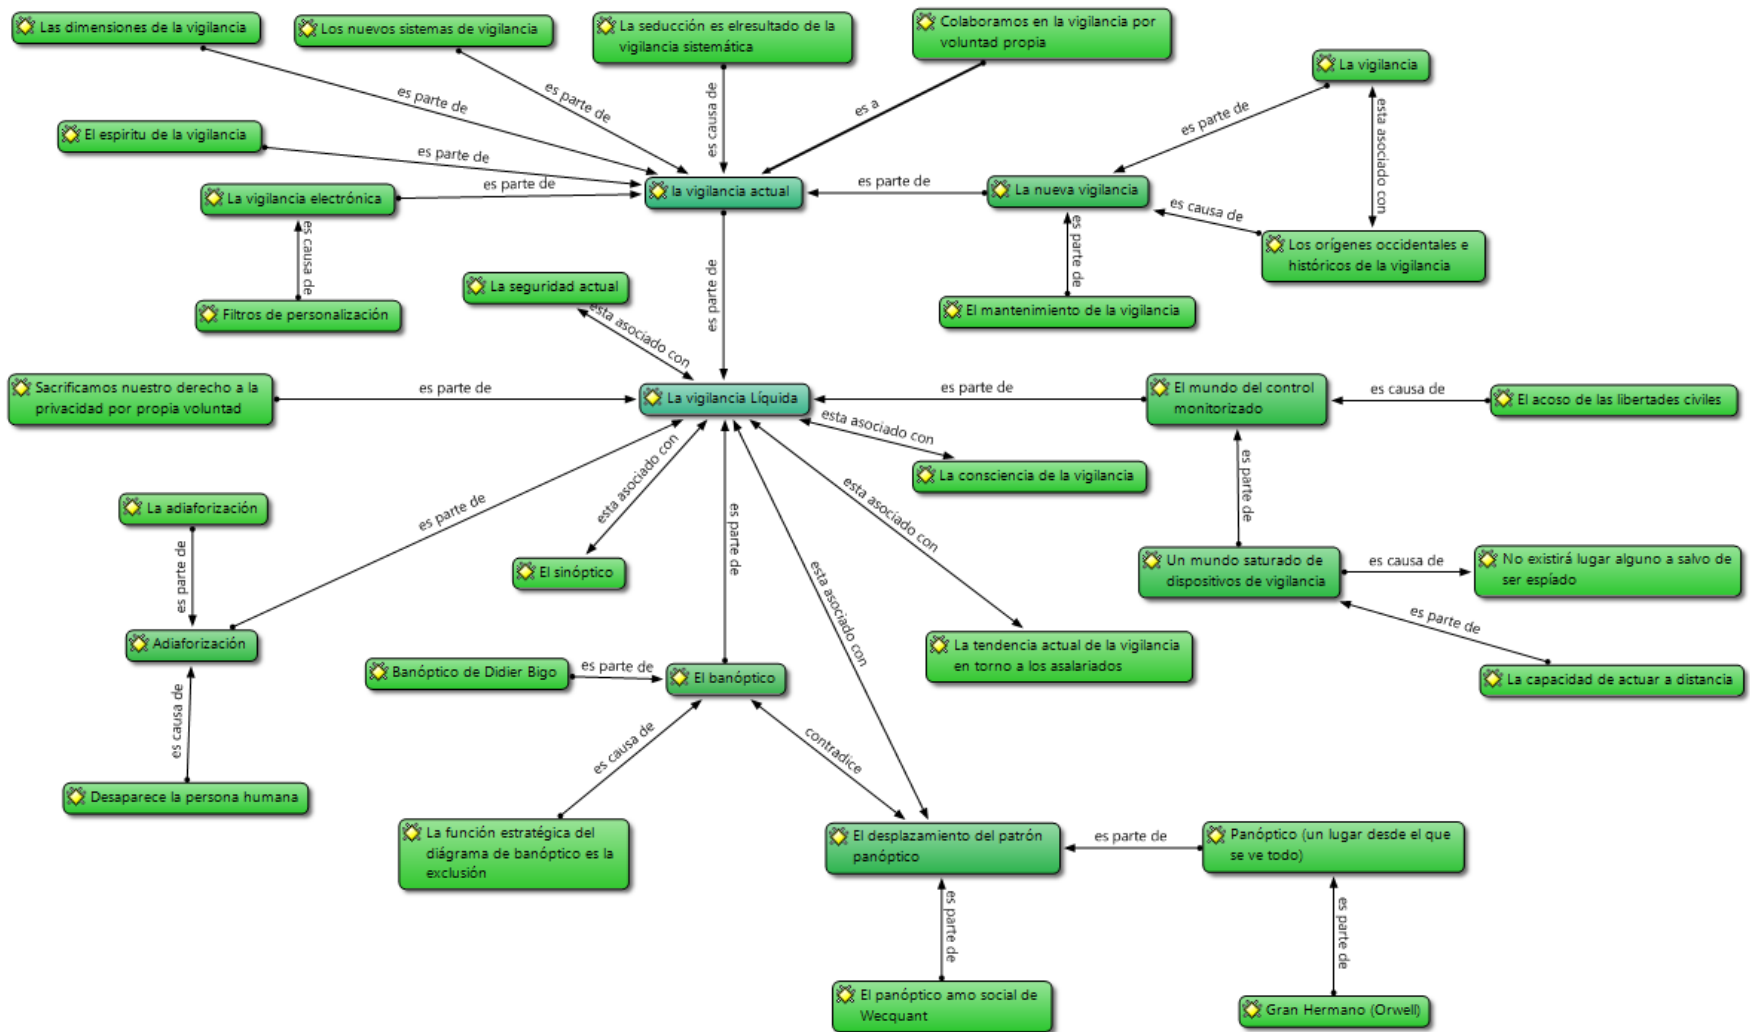 Las dimensiones de la vigilancia
Los nuevos sistemas de vigilancia
La seducción es elresultado de la
vigilancia sistemática
Colaboramos en la vigilancia por
voluntad propia
La vigilancia
es parte de
es parte de
es causa de
es a
es parte de
esta asociado con
El espiritu de la vigilancia
es parte de
La vigilancia electrónica
es parte de
la vigilancia actual
es parte de
La nueva vigilancia
es causa de
Los orígenes occidentales e
históricos de la vigilancia
es causa de
es parte de
es parte de
La seguridad actual
Filtros de personalización
El mantenimiento de la vigilancia
esta asociado con
Sacrificamos nuestro derecho a la
privacidad por propia voluntad
es parte de
La vigilancia Líquida
es parte de
El mundo del control
monitorizado
es causa de
El acoso de las libertades civiles
esta asociado con
La consciencia de la vigilancia
es parte de
La adiaforización
es parte de
es parte de
esta asociado con
es parte de
esta asociado con
esta asociado con
El sinóptico
Un mundo saturado de
dispositivos de vigilancia
es causa de
No existirá lugar alguno a salvo de
ser espíado
es parte de
Adiaforización
La tendencia actual de la vigilancia
en torno a los asalariados
Banóptico de Didier Bigo
es parte de
El banóptico
La capacidad de actuar a distancia
es causa de
es causa de
contradice
Desaparece la persona humana
La función estratégica del
diágrama de banóptico es la
exclusión
El desplazamiento del patrón
panóptico
es parte de
Panóptico (un lugar desde el que
se ve todo)
es parte de
es parte de
El panóptico amo social de
Wecquant
Gran Hermano (Orwell)